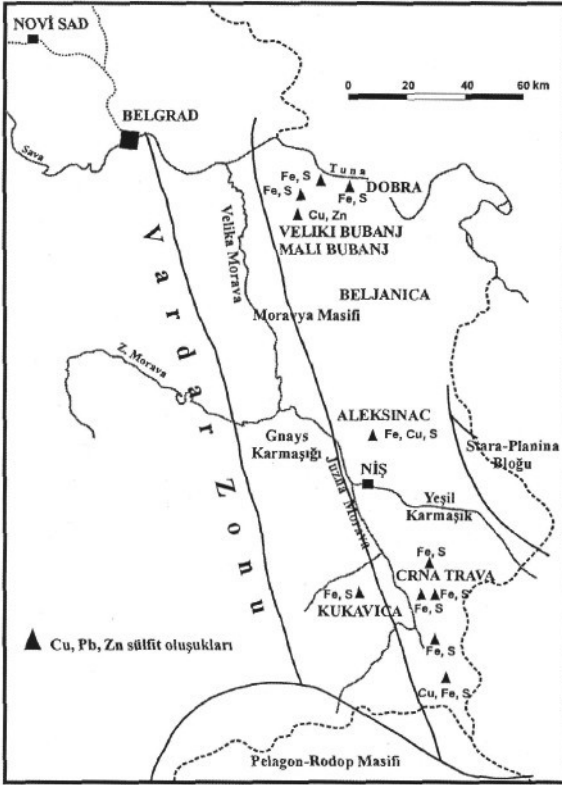 NOVİ SAD
0 20 40 60 km
BELGRAD
Sava
Tuna
Fe, S
DOBRA
Fe, S
Fe, S
Cu, Zn
VELIKI BUBANJ
MALI BUBANJ
Velika Morava
BELJANICA
Moravya Masifi
Vardar Zonu
Z. Morava
ALEKSINAC
Fe, Cu, S
Gnays
Karmaşığı
Stara-Planina
Bloğu
NİŞ
Juzna Morava
Yeşil
Karmaşık
Fe, S
CRNA TRAVA
Fe, S
Fe, S
Fe, S
KUKAVICA
Fe, S
Cu, Fe, S
Cu, Pb, Zn sülfit oluşukları
Pelagon-Rodop Masifi